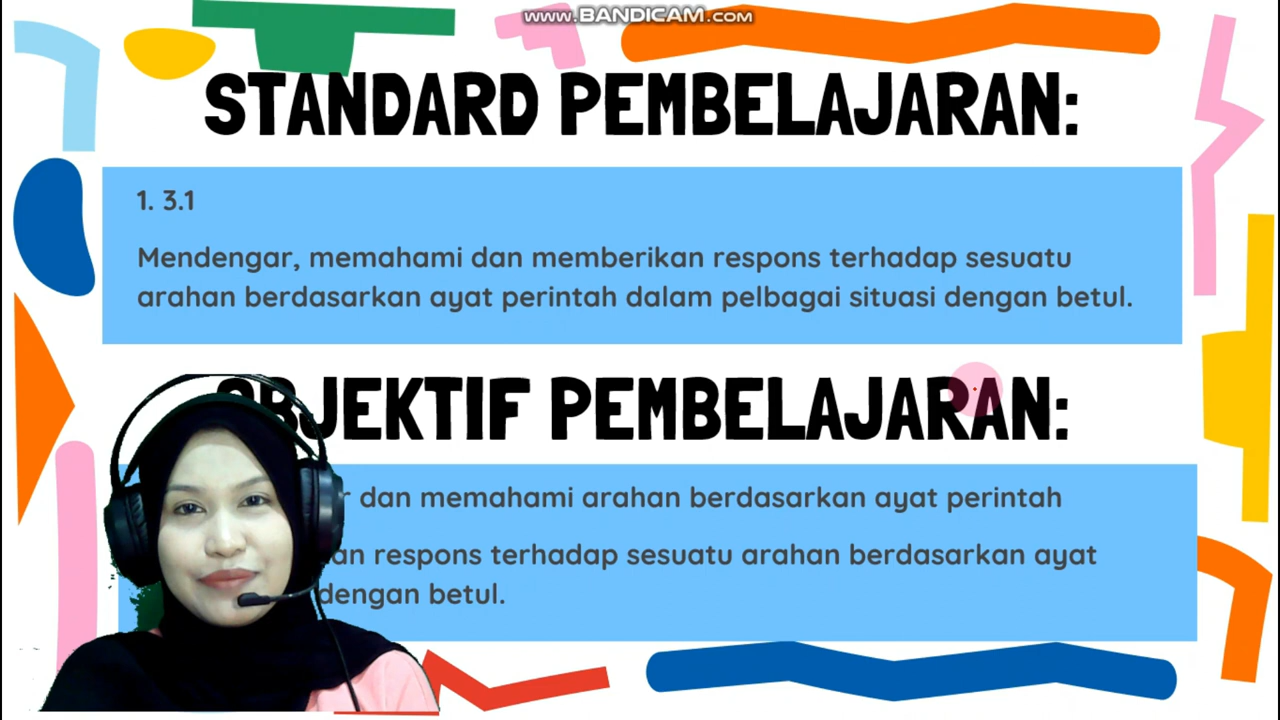 www.BANDICAM.com
STANDARD PEMBELAJARAN:
1. 3.1
Mendengar, memahami dan memberikan respons terhadap sesuatu
arahan berdasarkan ayat perintah dalam pelbagai situasi dengan betul.
OBJEKTIF PEMBELAJARAN:
dan memahami arahan berdasarkan ayat perintah
respons terhadap sesuatu arahan berdasarkan ayat
dengan betul.